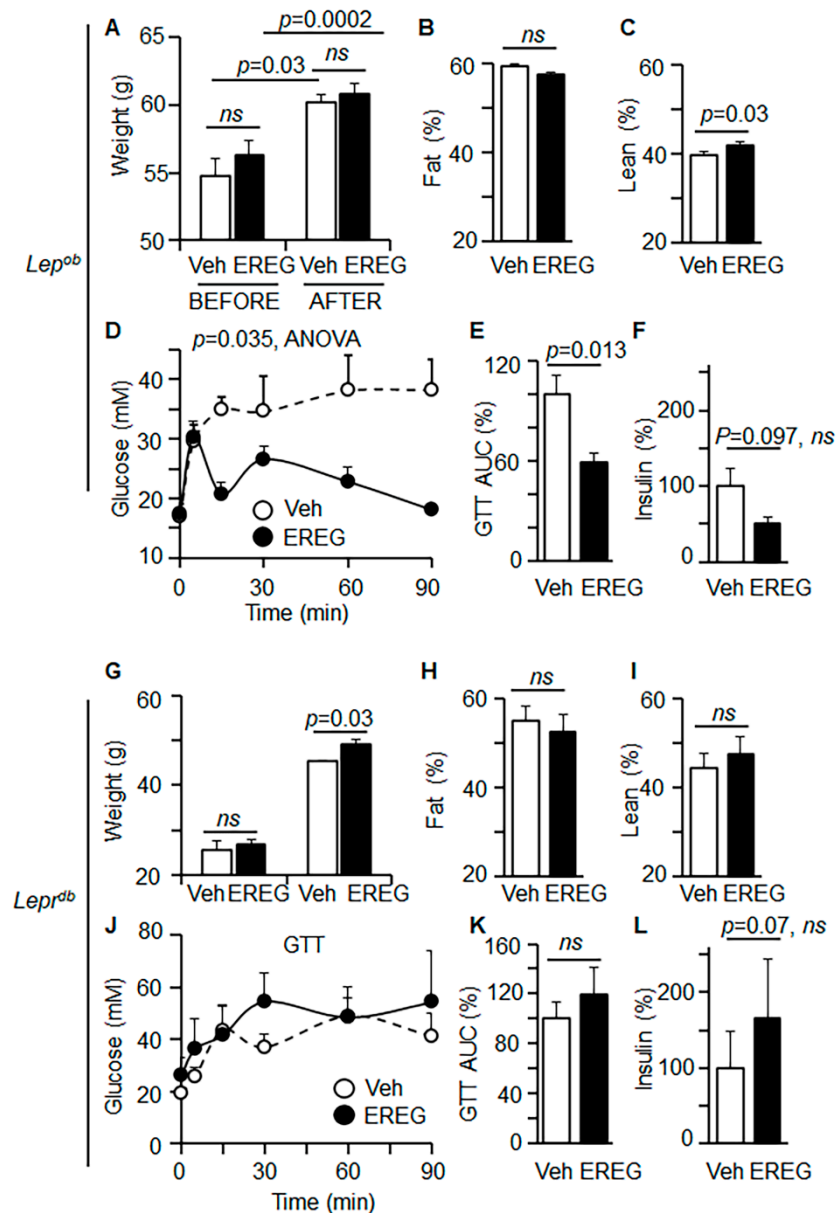 A
p=0.0002
p=0.03
ns
ns
Weight (g)
65
60
55
50
Veh EREG Veh EREG
BEFORE AFTER
B
ns
Fat (%)
60
40
20
Veh EREG
C
p=0.03
Lean (%)
60
40
20
Veh EREG
Lep^ob
D
p=0.035, ANOVA
Glucose (mM)
45
40
30
20
10
Veh
EREG
0 30 60 90
Time (min)
E
p=0.013
GTT AUC (%)
120
60
0
Veh EREG
F
P=0.097, ns
Insulin (%)
200
100
0
Veh EREG
G
p=0.03
ns
Weight (g)
60
40
20
Veh EREG Veh EREG
H
ns
Fat (%)
60
40
20
Veh EREG
I
ns
Lean (%)
60
40
20
Veh EREG
Lepr^db
J
GTT
Glucose (mM)
80
60
40
20
0
Veh
EREG
0 30 60 90
Time (min)
K
ns
GTT AUC (%)
160
120
80
40
0
Veh EREG
L
p=0.07, ns
Insulin (%)
200
100
0
Veh EREG